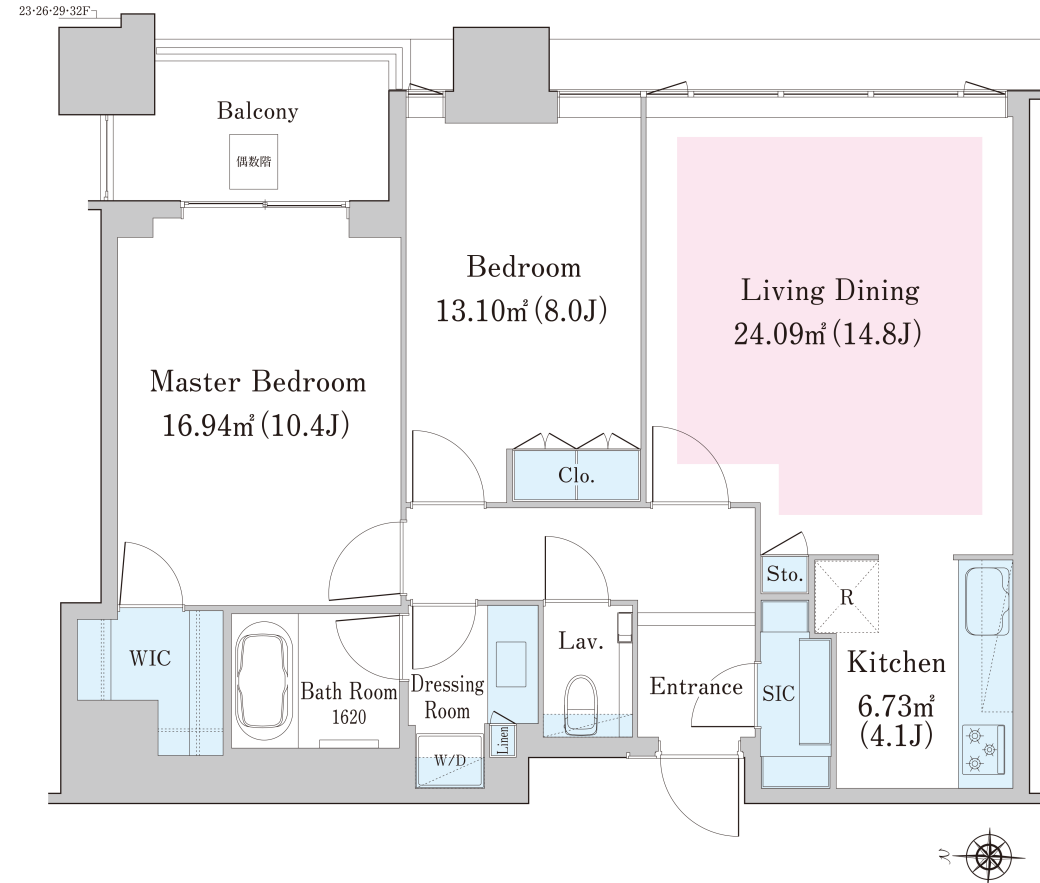 23・26・29・32F
Balcony
偶数階
Bedroom
13.10㎡(8.0J)
Living Dining
24.09㎡(14.8J)
Master Bedroom
16.94㎡(10.4J)
Clo.
Sto.
R
WIC
Bath Room
1620
Dressing
Room
Lav.
Entrance
SIC
Kitchen
6.73㎡
(4.1J)
Linen
W/D
N